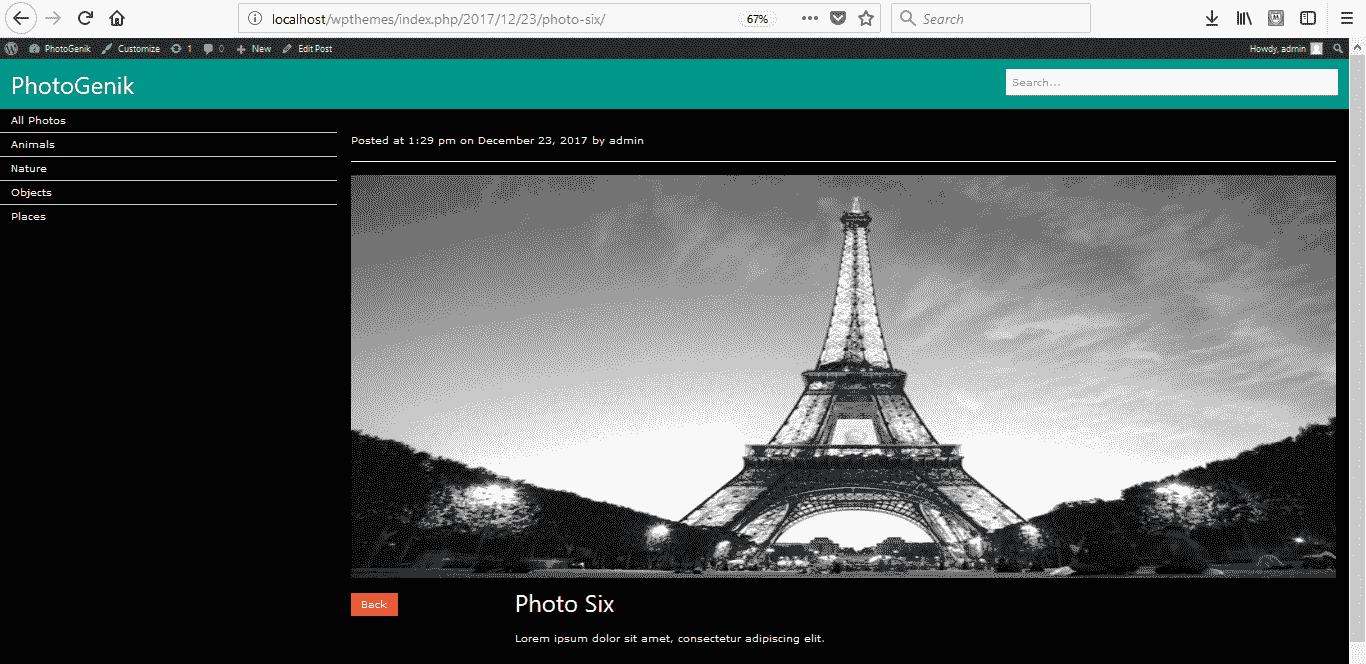 localhost/wpthemes/index.php/2017/12/23/photo-six/
67%
Search
PhotoGenik
Customize
1
0
New
Edit Post
Howdy, admin
PhotoGenik
Search...
All Photos
Animals
Nature
Objects
Places
Posted at 1:29 pm on December 23, 2017 by admin
Back
Photo Six
Lorem ipsum dolor sit amet, consectetur adipiscing elit.